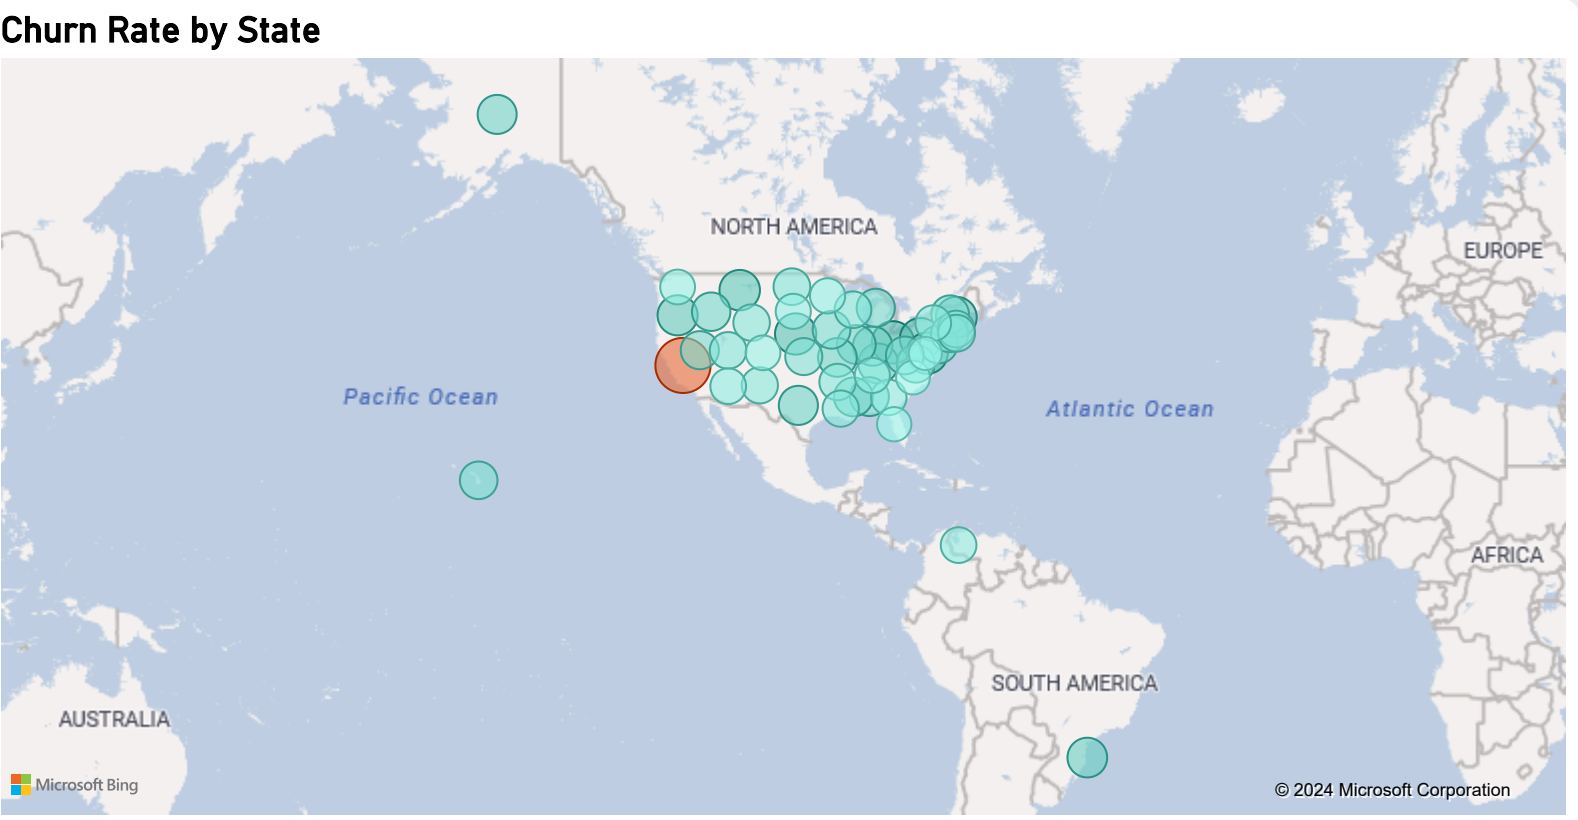 Churn Rate by State
NORTH AMERICA
EUROPE
Pacific Ocean
Atlantic Ocean
AFRICA
SOUTH AMERICA
AUSTRALIA
Microsoft Bing
© 2024 Microsoft Corporation